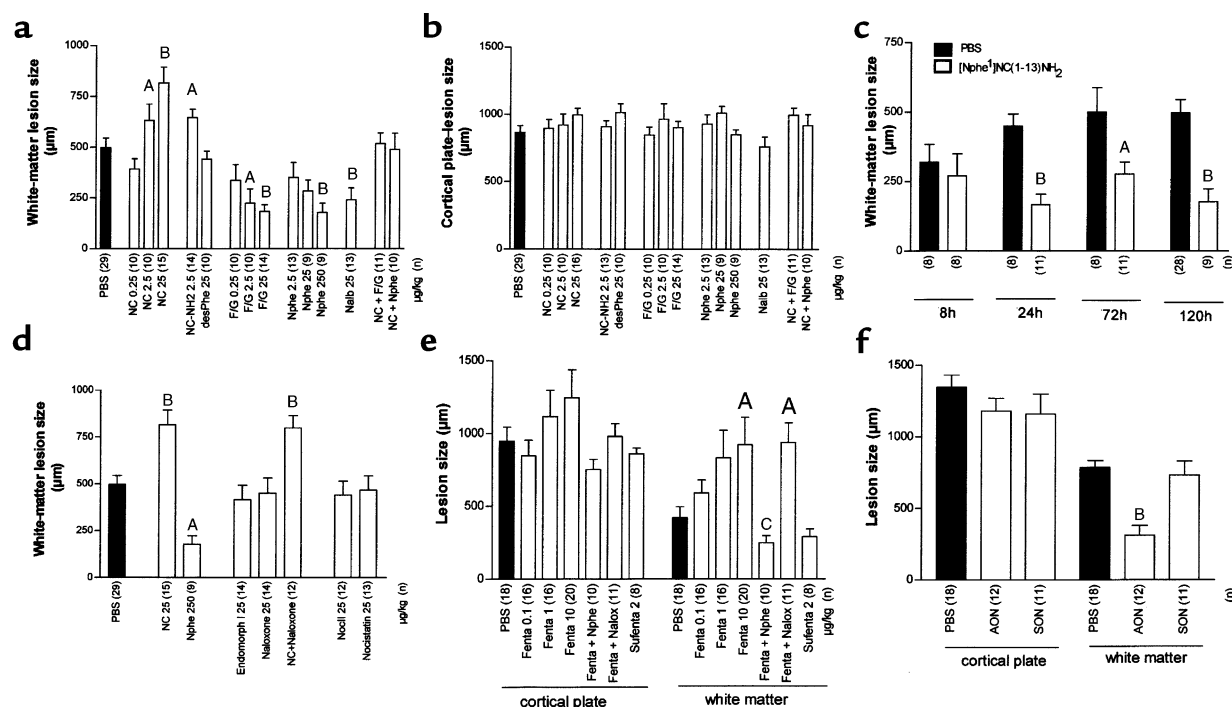 a
White-matter lesion size
(µm)
1000
750
500
250
0
A
B
A
A
B
B
B
PBS (29)
NC 0.25 (10)
NC 2.5 (10)
NC 25 (15)
NC-NH2 2.5 (14)
desPhe 25 (10)
F/G 0.25 (10)
F/G 2.5 (10)
F/G 25 (14)
Nphe 2.5 (13)
Nphe 25 (9)
Nphe 250 (9)
Nalb 25 (13)
NC + F/G (11)
NC + Nphe (10)
µg/kg (n)
b
Cortical plate-lesion size
(µm)
1500
1000
500
0
PBS (29)
NC 0.25 (10)
NC 2.5 (10)
NC 25 (16)
NC-NH2 2.5 (13)
desPhe 25 (10)
F/G 0.25 (10)
F/G 2.5 (10)
F/G 25 (14)
Nphe 2.5 (13)
Nphe 25 (9)
Nphe 250 (9)
Nalb 25 (13)
NC + F/G (11)
NC + Nphe (10)
µg/kg (n)
c
White-matter lesion size
(µm)
750
500
250
0
PBS
[Nphe1]NC(1-13)NH2
B
A
B
(8)
(8)
(8)
(11)
(8)
(11)
(28)
(9)
(n)
8h
24h
72h
120h
d
White-matter lesion size
(µm)
1000
750
500
250
0
B
A
B
PBS (29)
NC 25 (15)
Nphe 250 (9)
Endomorph I 25 (14)
Naloxone 25 (14)
NC+Naloxone (12)
NocII 25 (12)
Nocistatin 25 (13)
µg/kg (n)
e
Lesion size (µm)
1500
1000
500
0
A
C
A
PBS (18)
Fenta 0.1 (16)
Fenta 1 (16)
Fenta 10 (20)
Fenta + Nphe (10)
Fenta + Nalox (11)
Sufenta 2 (8)
PBS (18)
Fenta 0.1 (16)
Fenta 1 (16)
Fenta 10 (20)
Fenta + Nphe (10)
Fenta + Nalox (11)
Sufenta 2 (8)
µg/kg (n)
cortical plate
white matter
f
Lesion size (µm)
1500
1000
500
0
B
PBS (18)
AON (12)
SON (11)
PBS (18)
AON (12)
SON (11)
(n)
cortical plate
white matter